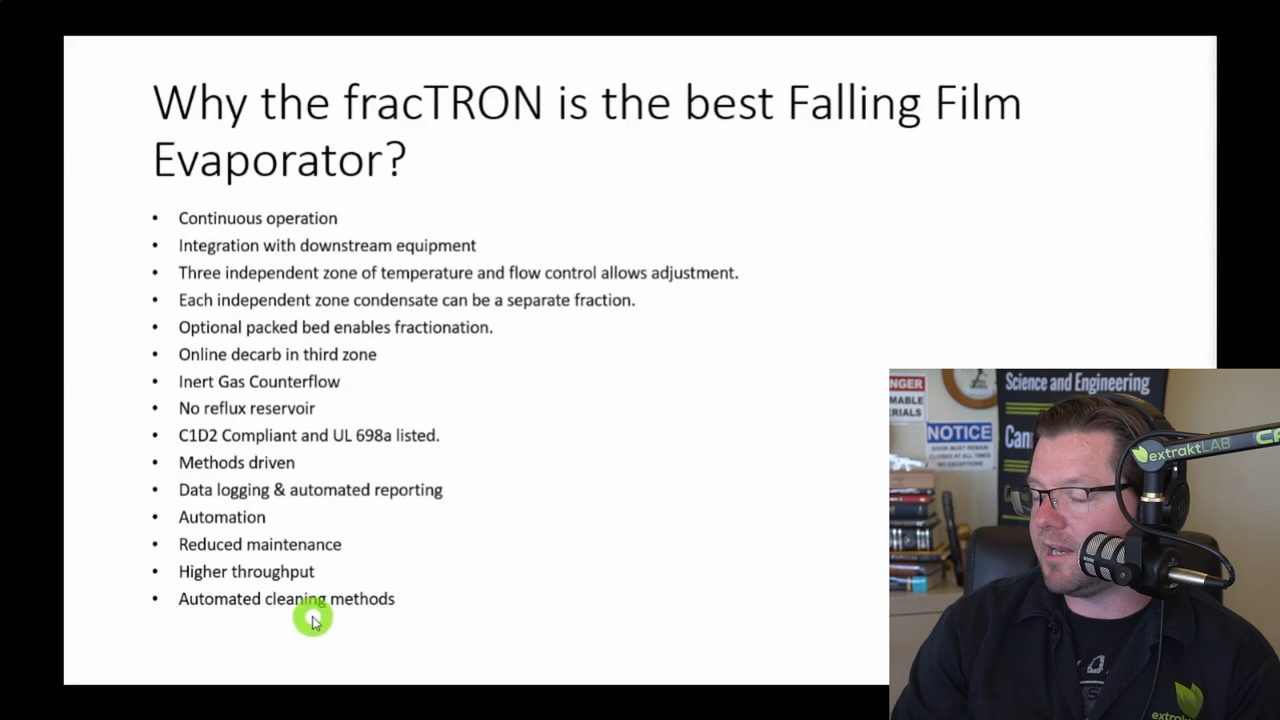 Why the fracTRON is the best Falling Film
Evaporator?
• Continuous operation
• Integration with downstream equipment
• Three independent zone of temperature and flow control allows adjustment.
• Each independent zone condensate can be a separate fraction.
• Optional packed bed enables fractionation.
• Online decarb in third zone
• Inert Gas Counterflow
• No reflux reservoir
• C1D2 Compliant and UL 698a listed.
• Methods driven
• Data logging & automated reporting
• Automation
• Reduced maintenance
• Higher throughput
• Automated cleaning methods
Science and Engineering
NOTICE
extraktLAB
extraktLAB